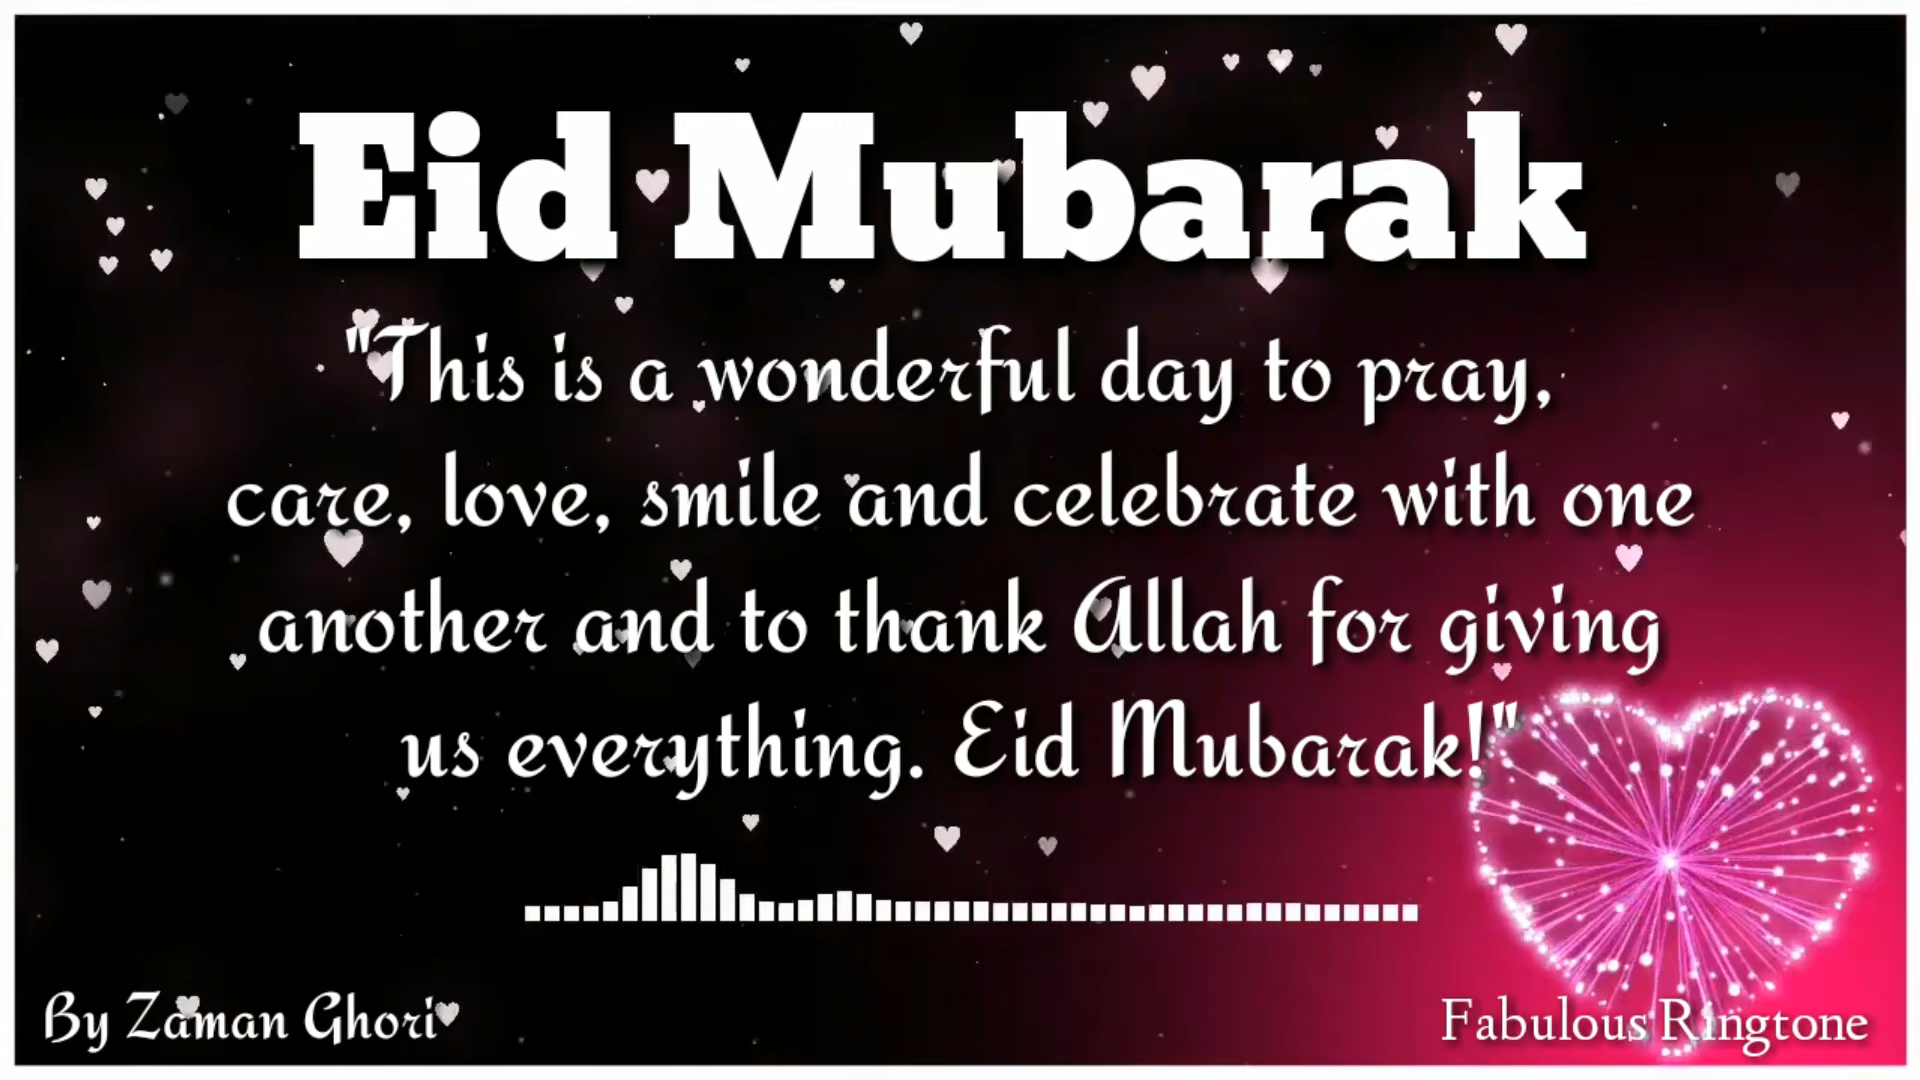 Eid Mubarak
"This is a wonderful day to pray,
care, love, smile and celebrate with one
another and to thank Allah for giving
us everything. Eid Mubarak!"
By Zaman Ghori
Fabulous Ringtone